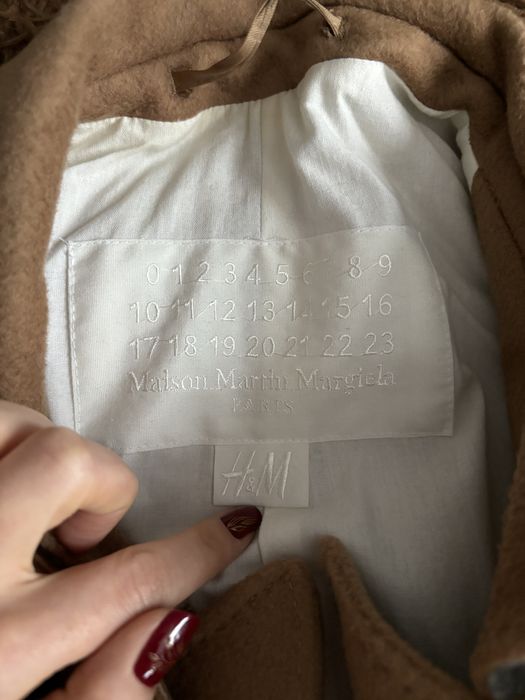 0 1 2 3 4 5 6 8 9
10 11 12 13 14 15 16
17 18 19 20 21 22 23
Maison Martin Margiela
PARIS
H&M